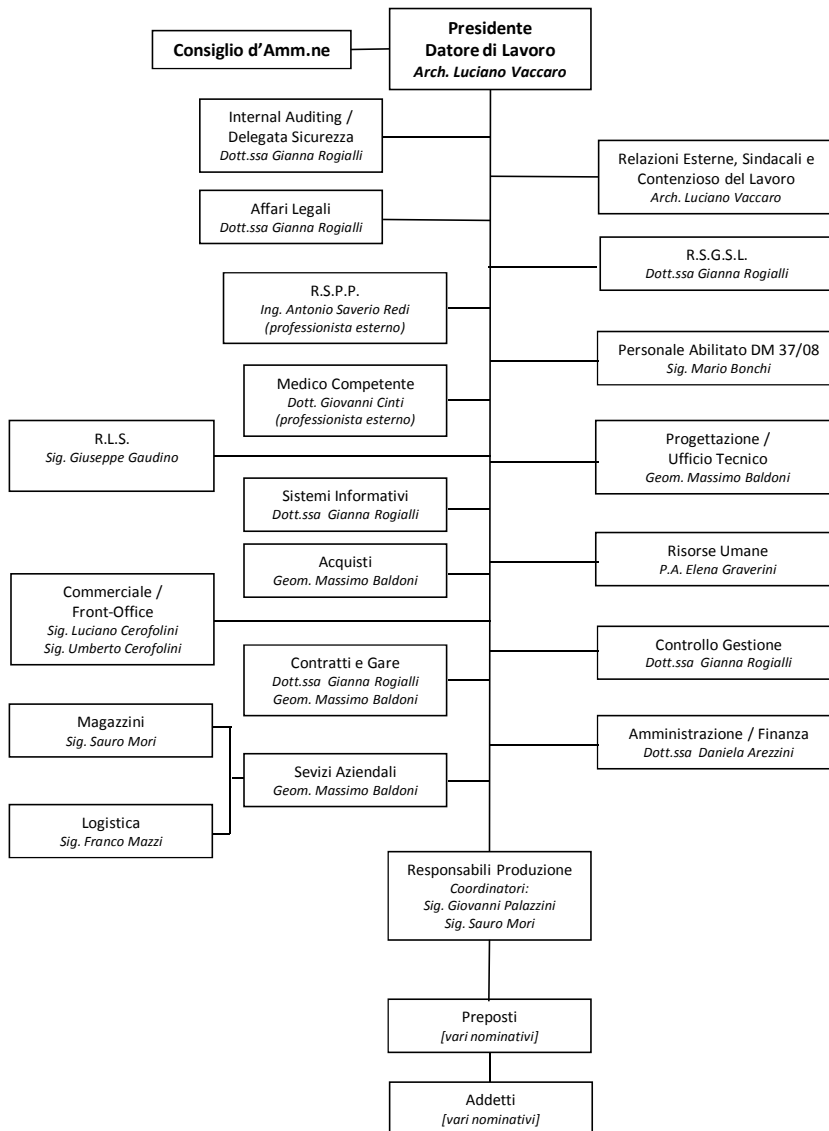 Consiglio d'Amm.ne
Presidente
Datore di Lavoro
Arch. Luciano Vaccaro
Internal Auditing /
Delegata Sicurezza
Dott.ssa Gianna Rogialli
Relazioni Esterne, Sindacali e
Contenzioso del Lavoro
Arch. Luciano Vaccaro
Affari Legali
Dott.ssa Gianna Rogialli
R.S.G.S.L.
Dott.ssa Gianna Rogialli
R.S.P.P.
Ing. Antonio Saverio Redi
(professionista esterno)
Personale Abilitato DM 37/08
Sig. Mario Bonchi
Medico Competente
Dott. Giovanni Cinti
(professionista esterno)
R.L.S.
Sig. Giuseppe Gaudino
Progettazione /
Ufficio Tecnico
Geom. Massimo Baldoni
Sistemi Informativi
Dott.ssa Gianna Rogialli
Acquisti
Geom. Massimo Baldoni
Risorse Umane
P.A. Elena Graverini
Commerciale /
Front-Office
Sig. Luciano Cerofolini
Sig. Umberto Cerofolini
Controllo Gestione
Dott.ssa Gianna Rogialli
Contratti e Gare
Dott.ssa Gianna Rogialli
Geom. Massimo Baldoni
Magazzini
Sig. Sauro Mori
Amministrazione / Finanza
Dott.ssa Daniela Arezzini
Sevizi Aziendali
Geom. Massimo Baldoni
Logistica
Sig. Franco Mazzi
Responsabili Produzione
Coordinatori:
Sig. Giovanni Palazzini
Sig. Sauro Mori
Preposti
[vari nominativi]
Addetti
[vari nominativi]